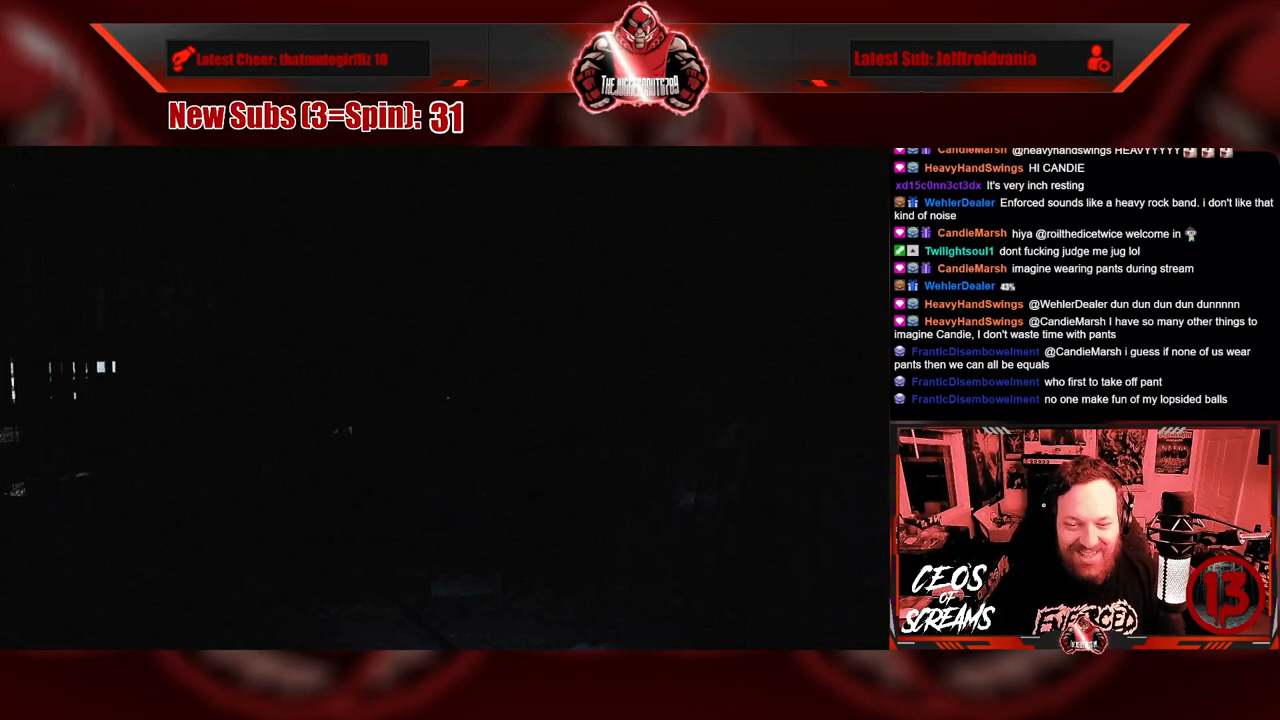 Latest Cheer: thatmutegirlliz 10
THEJUGGERNAUT6789
Latest Sub: Jefftroidvania
New Subs (3=Spin): 31
CandieMarsh @heavyhandswings HEAVYYYYY
HeavyHandSwings HI CANDIE
xd15c0nn3ct3dx It's very inch resting
WehlerDealer Enforced sounds like a heavy rock band. i don't like that
kind of noise
CandieMarsh hiya @roilthedicetwice welcome in
Twilightsoul1 dont fucking judge me jug lol
CandieMarsh imagine wearing pants during stream
WehlerDealer 43%
HeavyHandSwings @WehlerDealer dun dun dun dun dunnnnn
HeavyHandSwings @CandieMarsh I have so many other things to
imagine Candie, I don't waste time with pants
FranticDisembowelment @CandieMarsh i guess if none of us wear
pants then we can all be equals
FranticDisembowelment who first to take off pant
FranticDisembowelment no one make fun of my lopsided balls
CEO'S
OF
SCREAMS
ENFORCED
13